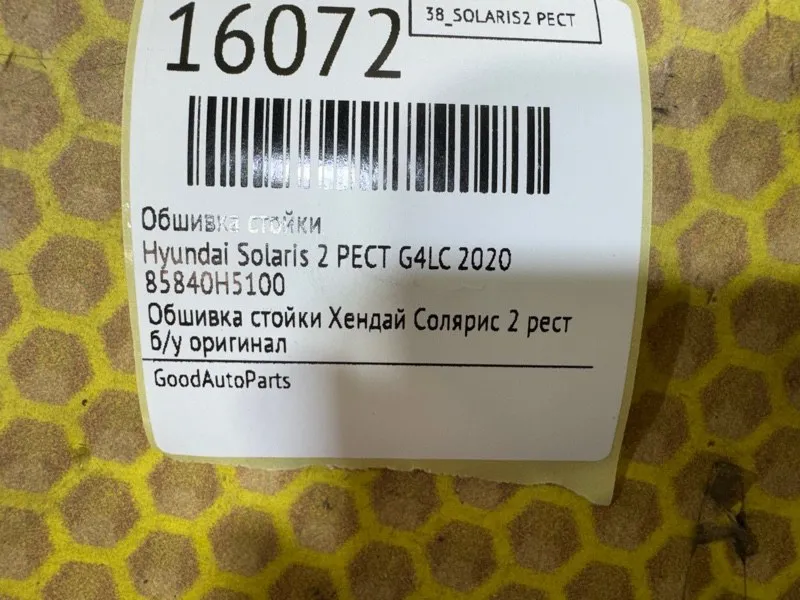 16072
38_SOLARIS2 РЕСТ
Обшивка стойки
Hyundai Solaris 2 РЕСТ G4LC 2020
85840H5100
Обшивка стойки Хендай Солярис 2 рест
б/у оригинал
GoodAutoParts